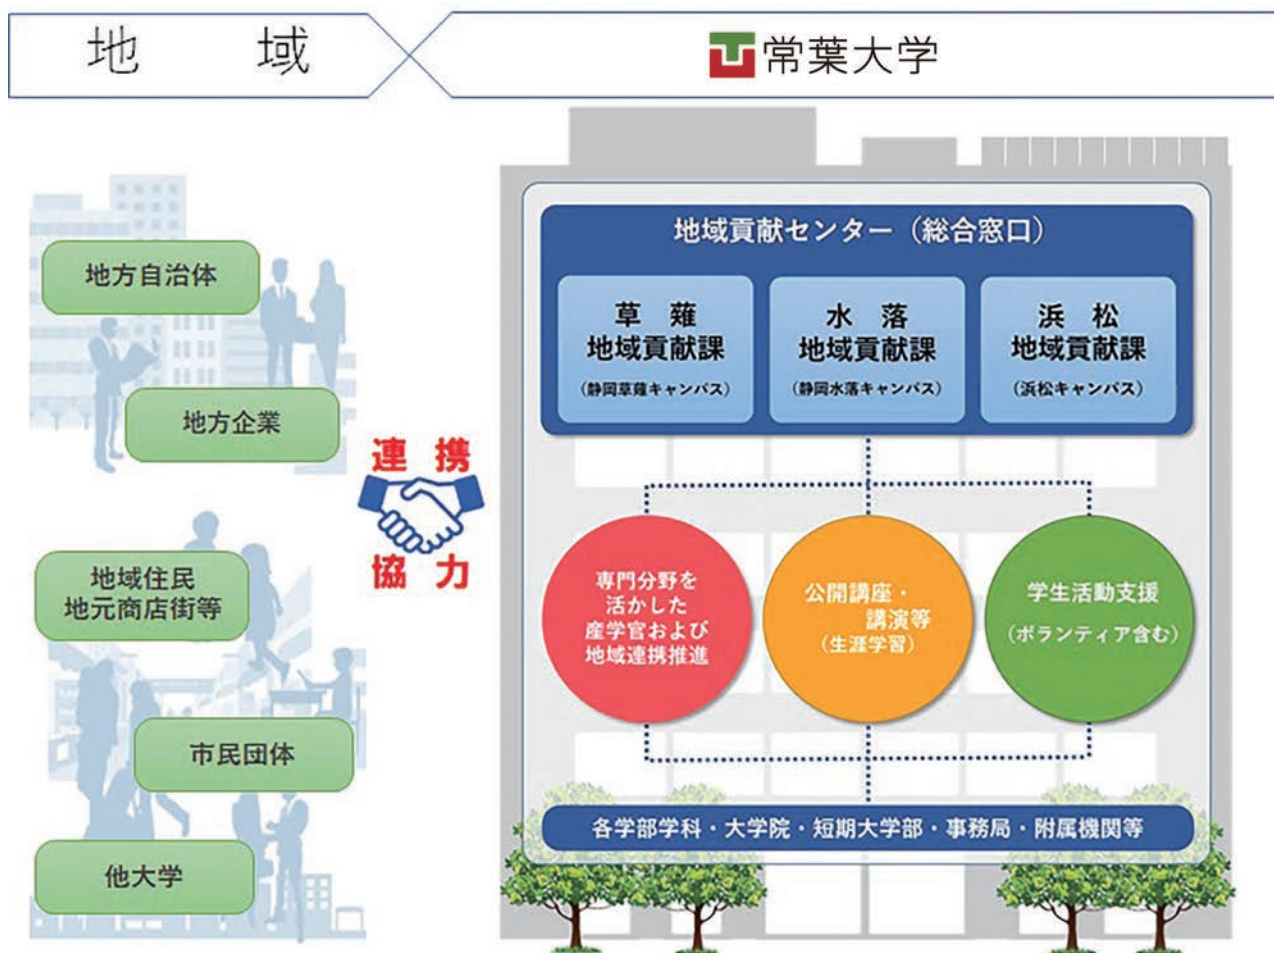 地　域
常葉大学
地方自治体
地方企業
地域住民
地元商店街等
市民団体
他大学
連 携
協 力
地域貢献センター（総合窓口）
草　薙
地域貢献課
（静岡草薙キャンパス）
水　落
地域貢献課
（静岡水落キャンパス）
浜　松
地域貢献課
（浜松キャンパス）
専門分野を
活かした
産学官および
地域連携推進
公開講座・
講演等
（生涯学習）
学生活動支援
（ボランティア含む）
各学部学科・大学院・短期大学部・事務局・附属機関等